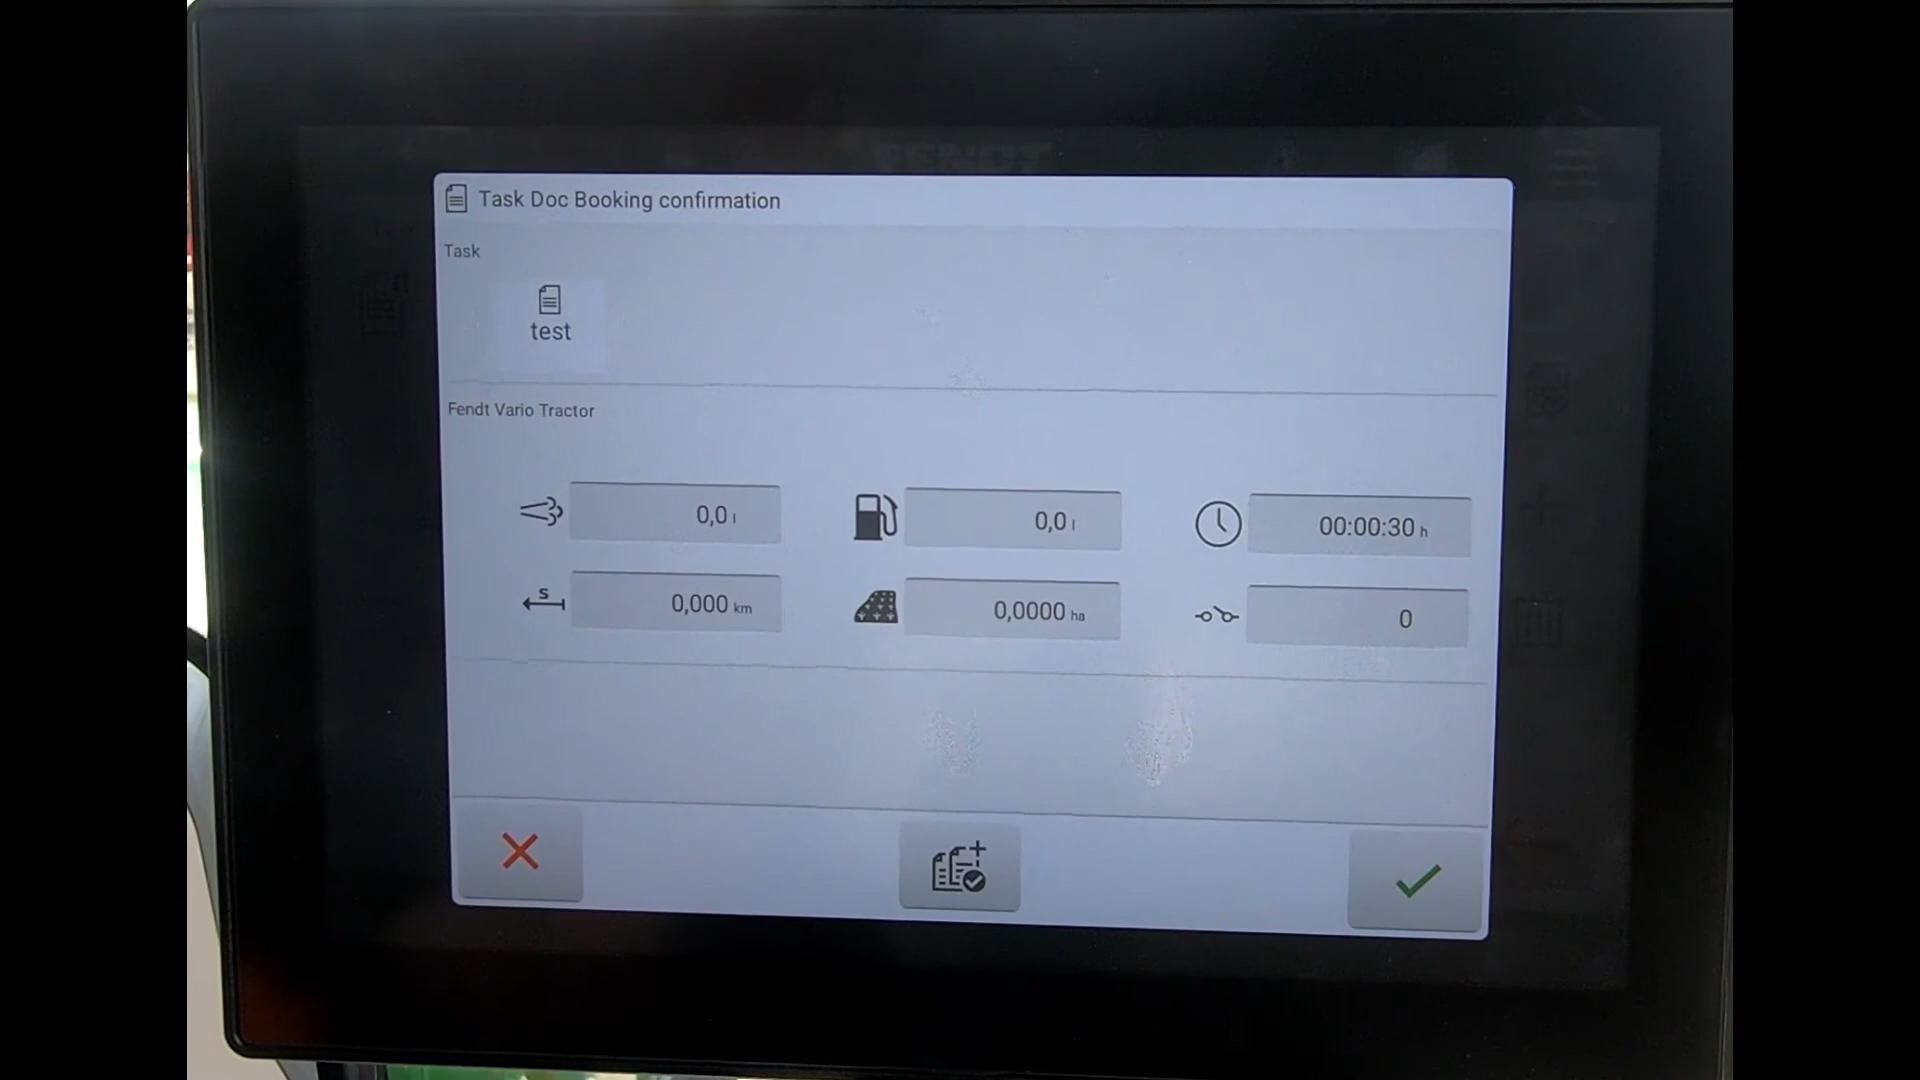 FENDT
Task Doc Booking confirmation
Task
test
Fendt Vario Tractor
0,0 l
0,0 l
00:00:30 h
S
0,000 km
0,0000 ha
0